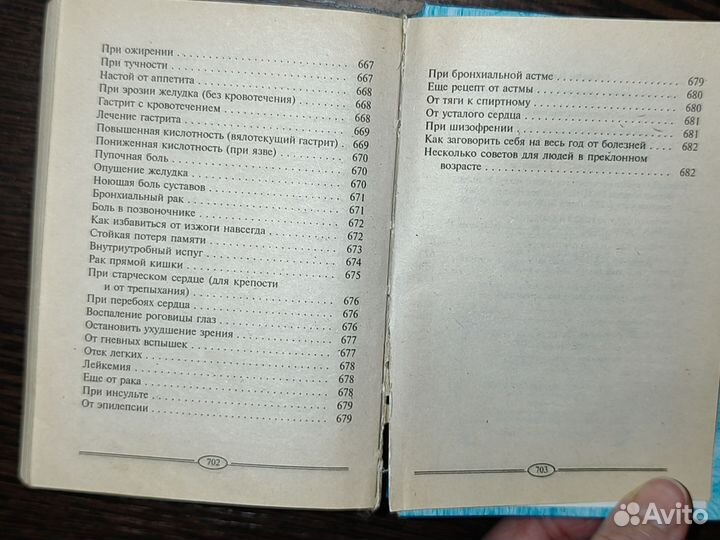 При ожирении . . . . . . . . . . . . . . . . . . . . . . . . 667
При тучности . . . . . . . . . . . . . . . . . . . . . . . . 667
Настой от аппетита . . . . . . . . . . . . . . . . . . . . . 668
При эрозии желудка (без кровотечения) . . . . . . . . . . . 668
Гастрит с кровотечением . . . . . . . . . . . . . . . . . . 668
Лечение гастрита . . . . . . . . . . . . . . . . . . . . . . 669
Повышенная кислотность (вялотекущий гастрит) . 669
Пониженная кислотность (при язве) . . . . . . . . . . . . . 670
Пупочная боль . . . . . . . . . . . . . . . . . . . . . . . 670
Опущение желудка . . . . . . . . . . . . . . . . . . . . . . 670
Ноющая боль суставов . . . . . . . . . . . . . . . . . . . . 671
Бронхиальный рак . . . . . . . . . . . . . . . . . . . . . . 671
Боль в позвоночнике . . . . . . . . . . . . . . . . . . . . 672
Как избавиться от изжоги навсегда . . . . . . . . . . . . . 672
Стойкая потеря памяти . . . . . . . . . . . . . . . . . . . 673
Внутриутробный испуг . . . . . . . . . . . . . . . . . . . . 674
Рак прямой кишки . . . . . . . . . . . . . . . . . . . . . . 675
При старческом сердце (для крепости
и от трепыхания) . . . . . . . . . . . . . . . . . . . . . . 676
При перебоях сердца . . . . . . . . . . . . . . . . . . . . 676
Воспаление роговицы глаз . . . . . . . . . . . . . . . . . . 676
Остановить ухудшение зрения . . . . . . . . . . . . . . . . 677
От гневных вспышек . . . . . . . . . . . . . . . . . . . . . 677
Отек легких . . . . . . . . . . . . . . . . . . . . . . . . 678
Лейкемия . . . . . . . . . . . . . . . . . . . . . . . . . . 678
Еще от рака . . . . . . . . . . . . . . . . . . . . . . . . 678
При инсульте . . . . . . . . . . . . . . . . . . . . . . . . 679
От эпилепсии . . . . . . . . . . . . . . . . . . . . . . . . 679
702
При бронхиальной астме . . . . . . . . . . . . . . . . . . . 679
Еще рецепт от астмы . . . . . . . . . . . . . . . . . . . . 680
От тяги к спиртному . . . . . . . . . . . . . . . . . . . . 680
От усталого сердца . . . . . . . . . . . . . . . . . . . . . 681
При шизофрении . . . . . . . . . . . . . . . . . . . . . . . 681
Как заговорить себя на весь год от болезней . . . . 682
Несколько советов для людей в преклонном
возрасте . . . . . . . . . . . . . . . . . . . . . . . . . . 682
703
Avito